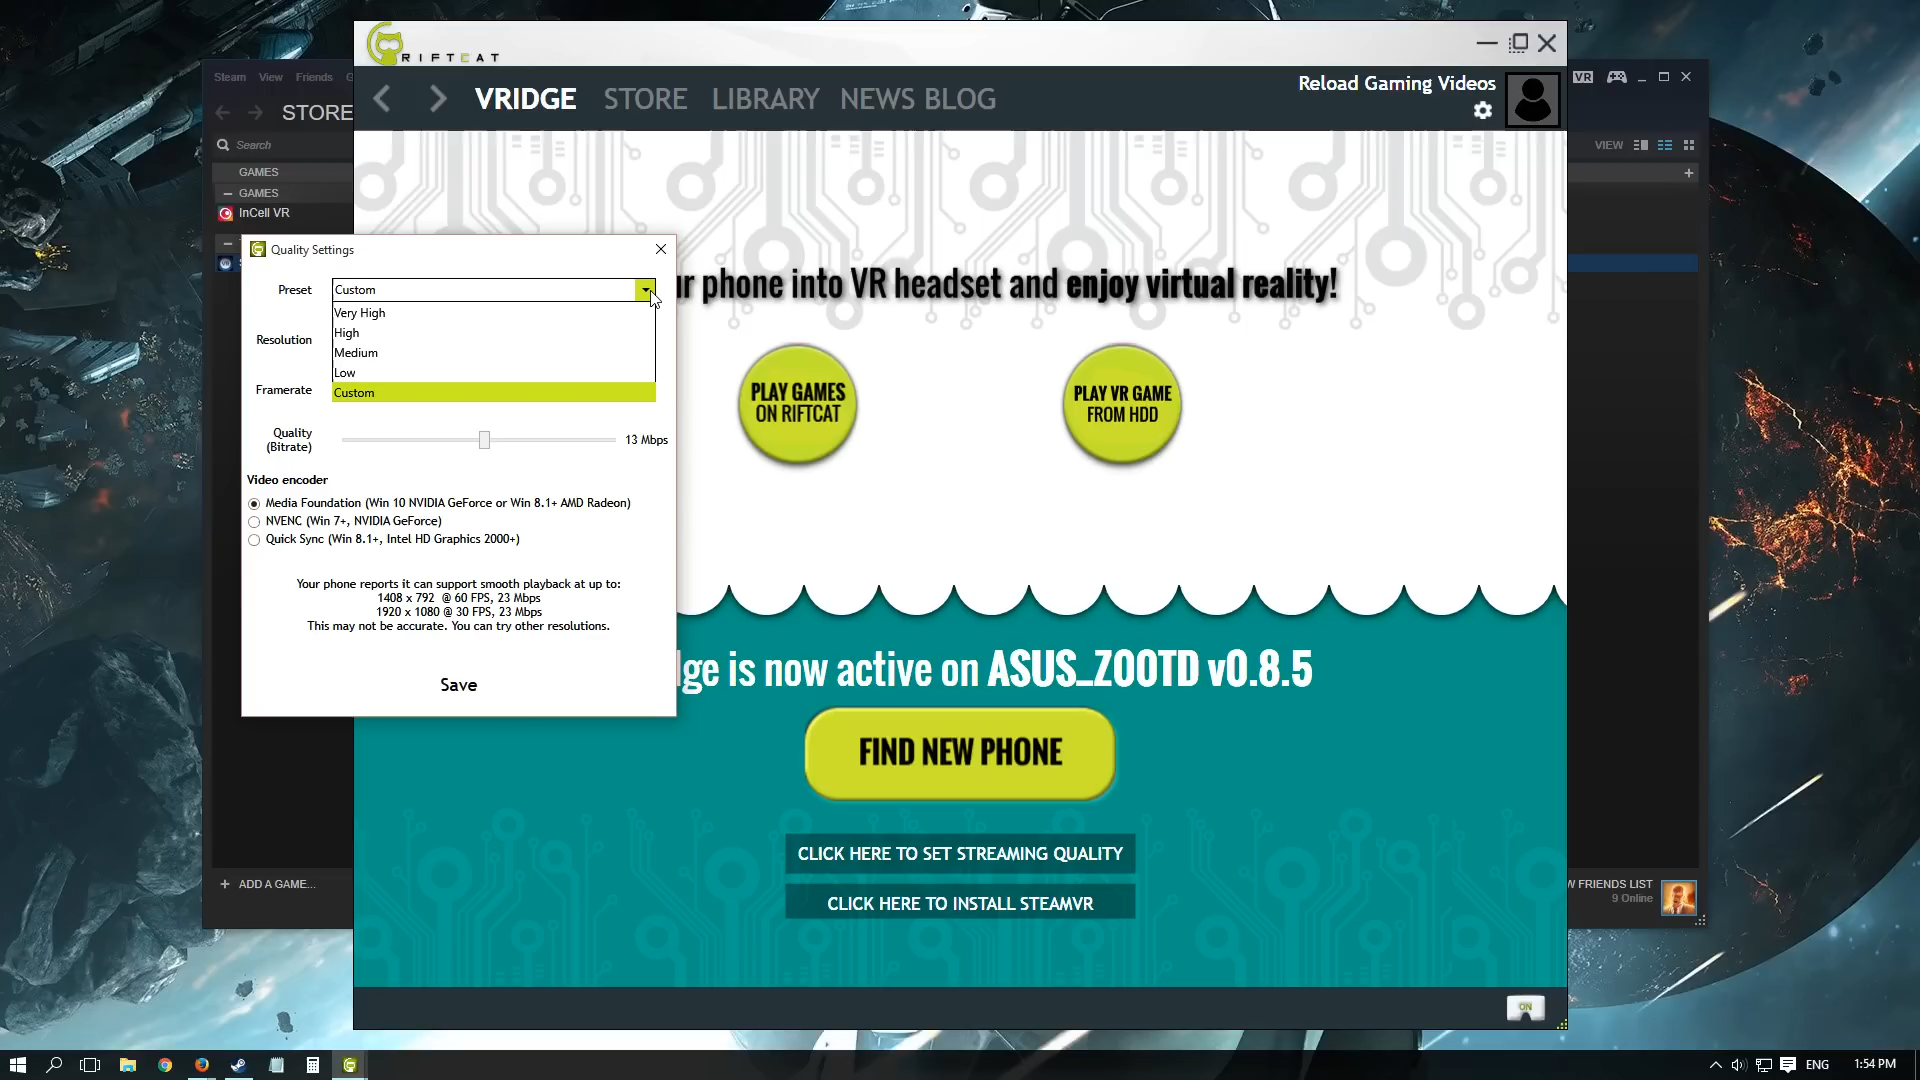 RIFTCAT
Steam View Friends G
STORE
Search
GAMES
GAMES
InCell VR
VR
VIEW
VRIDGE STORE LIBRARY NEWS BLOG
Reload Gaming Videos
ur phone into VR headset and enjoy virtual reality!
PLAY GAMES
ON RIFTCAT
PLAY VR GAME
FROM HDD
Quality Settings
Preset Custom
Very High
High
Medium
Low
Custom
Resolution
Framerate
Quality
(Bitrate)
13 Mbps
Video encoder
Media Foundation (Win 10 NVIDIA GeForce or Win 8.1+ AMD Radeon)
NVENC (Win 7+, NVIDIA GeForce)
Quick Sync (Win 8.1+, Intel HD Graphics 2000+)
Your phone reports it can support smooth playback at up to:
1408 x 792 @ 60 FPS, 23 Mbps
1920 x 1080 @ 30 FPS, 23 Mbps
This may not be accurate. You can try other resolutions.
Save
dge is now active on ASUS_Z00TD v0.8.5
FIND NEW PHONE
CLICK HERE TO SET STREAMING QUALITY
CLICK HERE TO INSTALL STEAMVR
+ ADD A GAME...
W FRIENDS LIST
9 Online
ON
ENG
1:54 PM